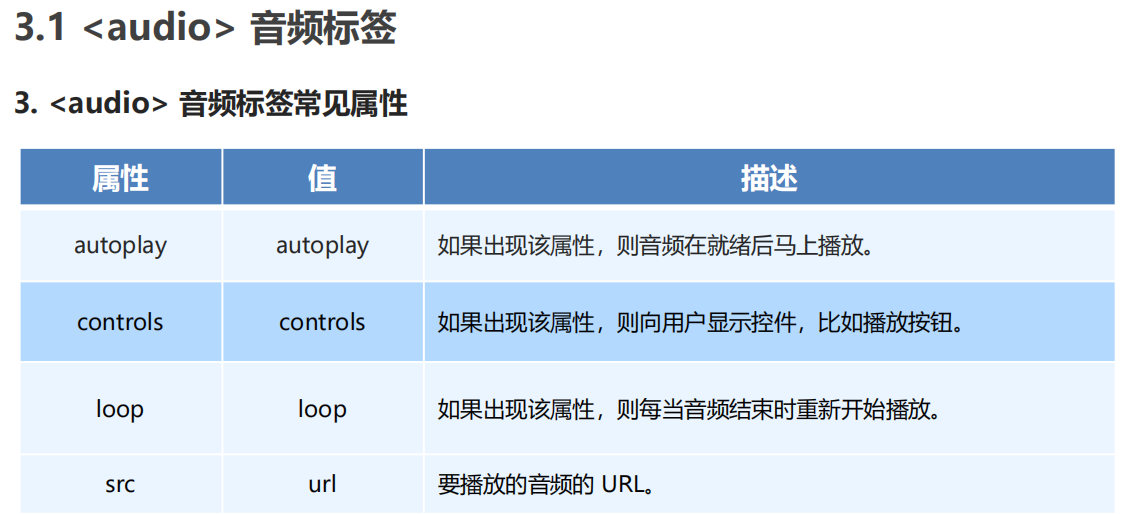 3.1 <audio> 音频标签
3. <audio> 音频标签常见属性
属性 值 描述
autoplay autoplay 如果出现该属性，则音频在就绪后马上播放。
controls controls 如果出现该属性，则向用户显示控件，比如播放按钮。
loop loop 如果出现该属性，则每当音频结束时重新开始播放。
src url 要播放的音频的 URL。